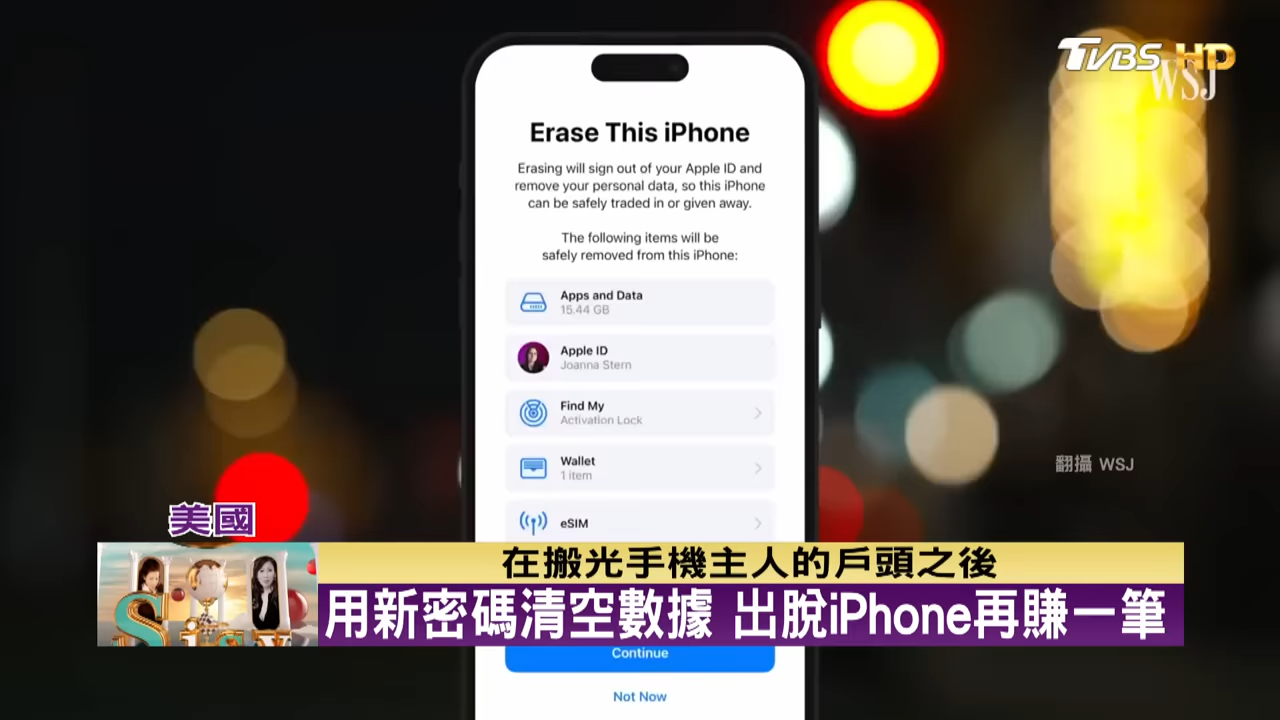 TVBS HD
WSJ
Erase This iPhone
Erasing will sign out of your Apple ID and
remove your personal data, so this iPhone
can be safely traded in or given away.
The following items will be
safely removed from this iPhone:
Apps and Data
15.44 GB
Apple ID
Joanna Stern
Find My
Activation Lock
Wallet
1 item
eSIM
翻攝 WSJ
美國
在搬光手機主人的戶頭之後
用新密碼清空數據 出脫iPhone再賺一筆
Continue
Not Now